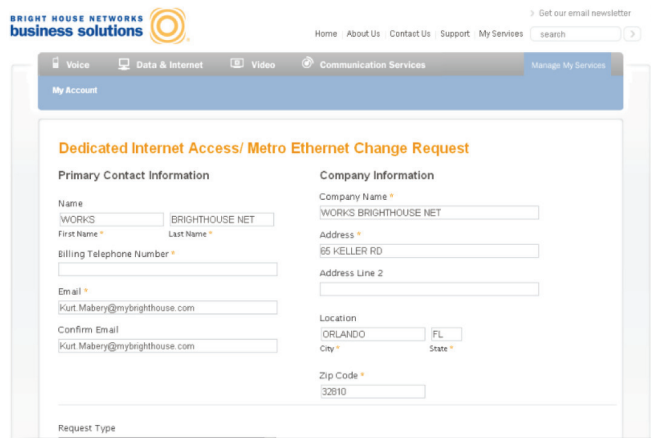 Get our email newsletter
BRIGHT HOUSE NETWORKS
business solutions
Home About Us Contact Us Support My Services search
Voice Data & Internet Video Communication Services Manage My Services
My Account
Dedicated Internet Access/ Metro Ethernet Change Request
Primary Contact Information
Name
WORKS BRIGHTHOUSE NET
First Name * Last Name *
Billing Telephone Number *
Email *
Kurt.Mabery@mybrighthouse.com
Confirm Email
Kurt.Mabery@mybrighthouse.com
Company Information
Company Name *
WORKS BRIGHTHOUSE NET
Address *
65 KELLER RD
Address Line 2
Location
ORLANDO FL
City * State *
Zip Code *
32810
Request Type